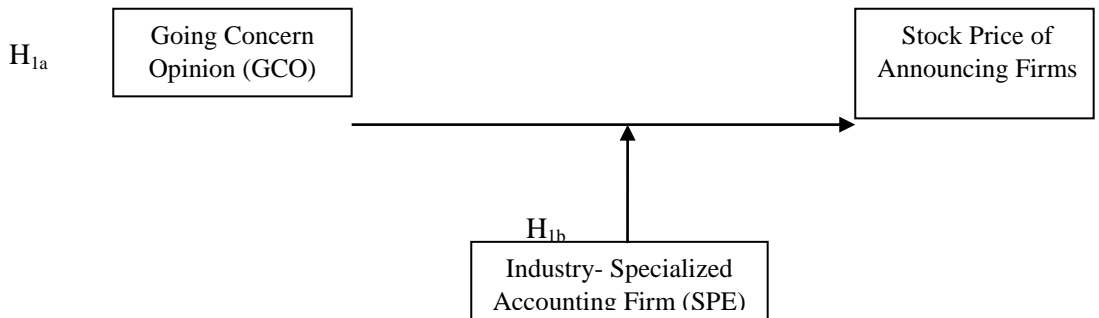 Going Concern
Opinion (GCO)
Stock Price of
Announcing Firms
H1a
H1b
Industry- Specialized
Accounting Firm (SPE)